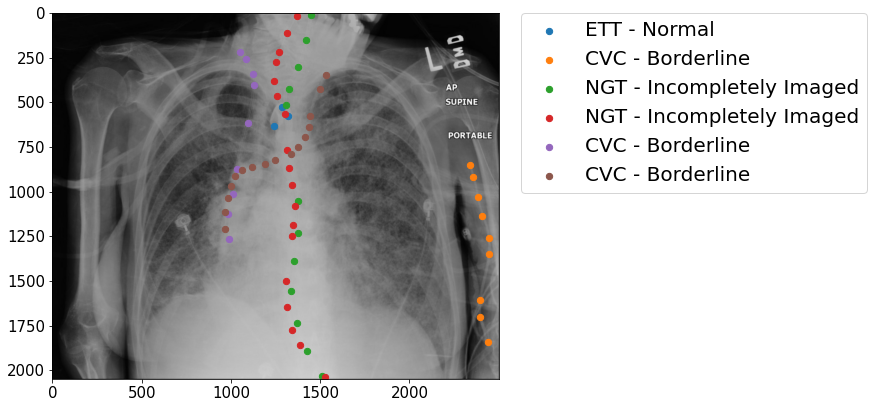 ETT - Normal
CVC - Borderline
NGT - Incompletely Imaged
NGT - Incompletely Imaged
CVC - Borderline
CVC - Borderline
L
OMD
AP
SUPINE
PORTABLE
0
250
500
750
1000
1250
1500
1750
2000
0
500
1000
1500
2000